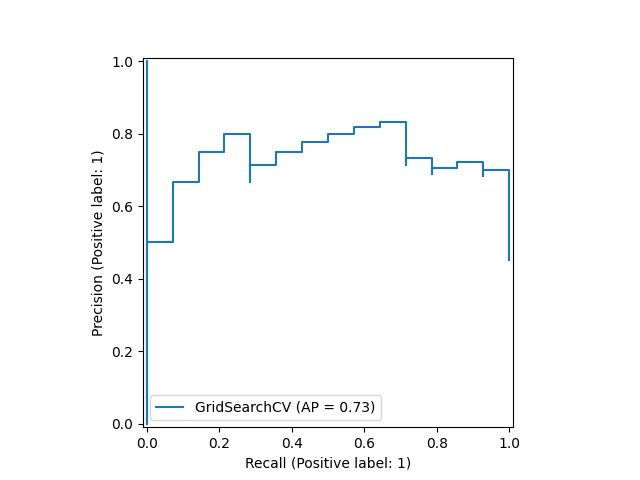 1.0
0.8
0.6
0.4
0.2
0.0
Precision (Positive label: 1)
GridSearchCV (AP = 0.73)
0.0 0.2 0.4 0.6 0.8 1.0
Recall (Positive label: 1)